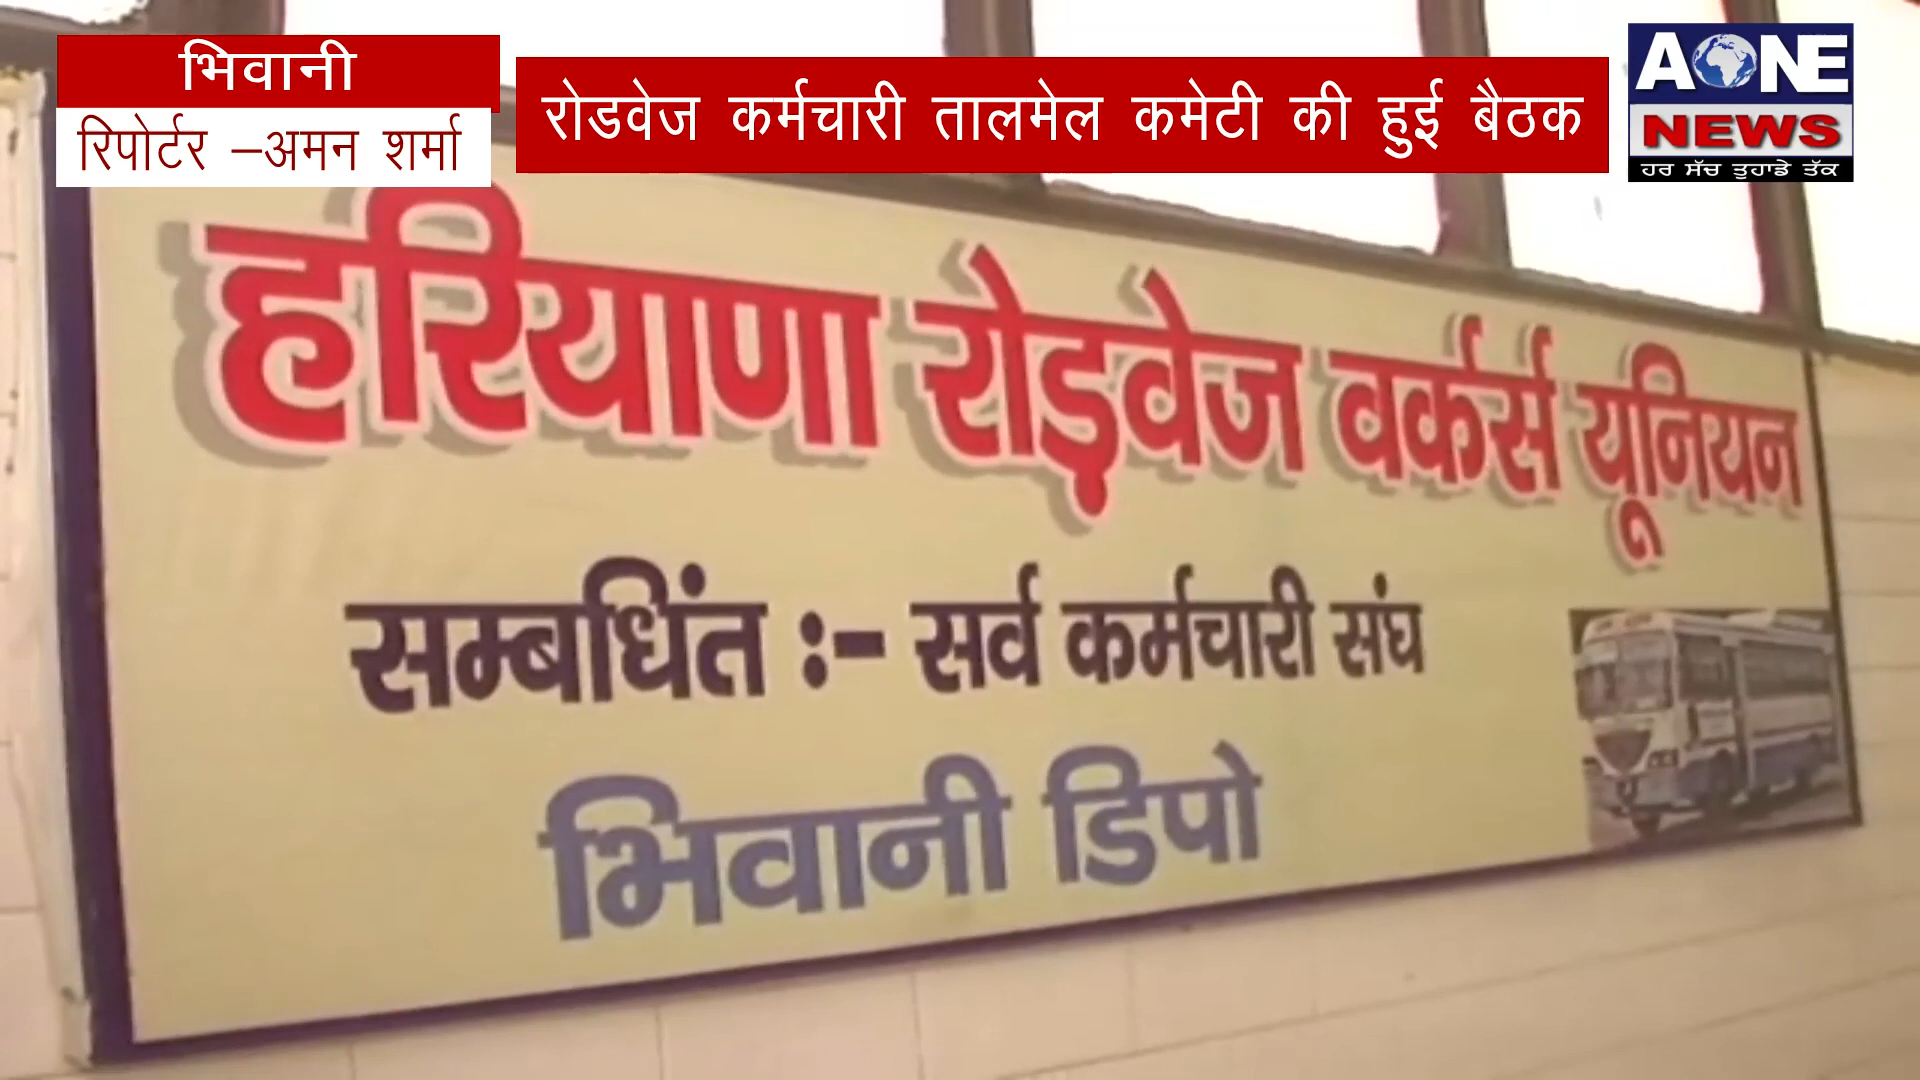 भिवानी
रिपोर्टर –अमन शर्मा
रोडवेज कर्मचारी तालमेल कमेटी की हुई बैठक
AONE
NEWS
ਹਰ ਸੱਚ ਤੁਹਾਡੇ ਤੱਕ
हरियाणा रोड़वेज वर्कर्स यूनियन
सम्बधिंत :- सर्व कर्मचारी संघ
भिवानी डिपो